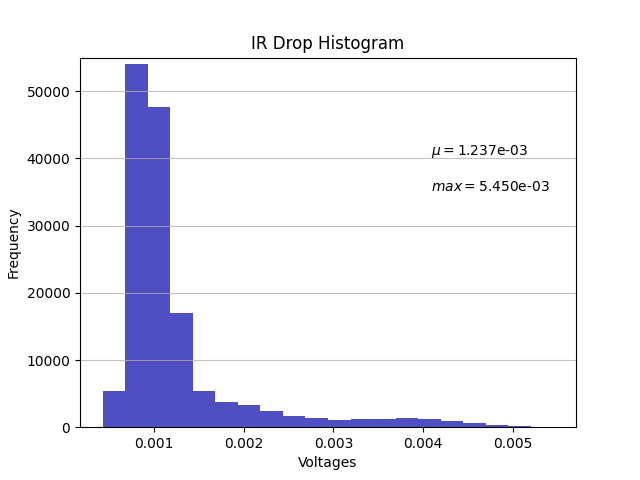 IR Drop Histogram
50000
40000
30000
20000
10000
0
Frequency
μ = 1.237e-03
max = 5.450e-03
0.001 0.002 0.003 0.004 0.005
Voltages